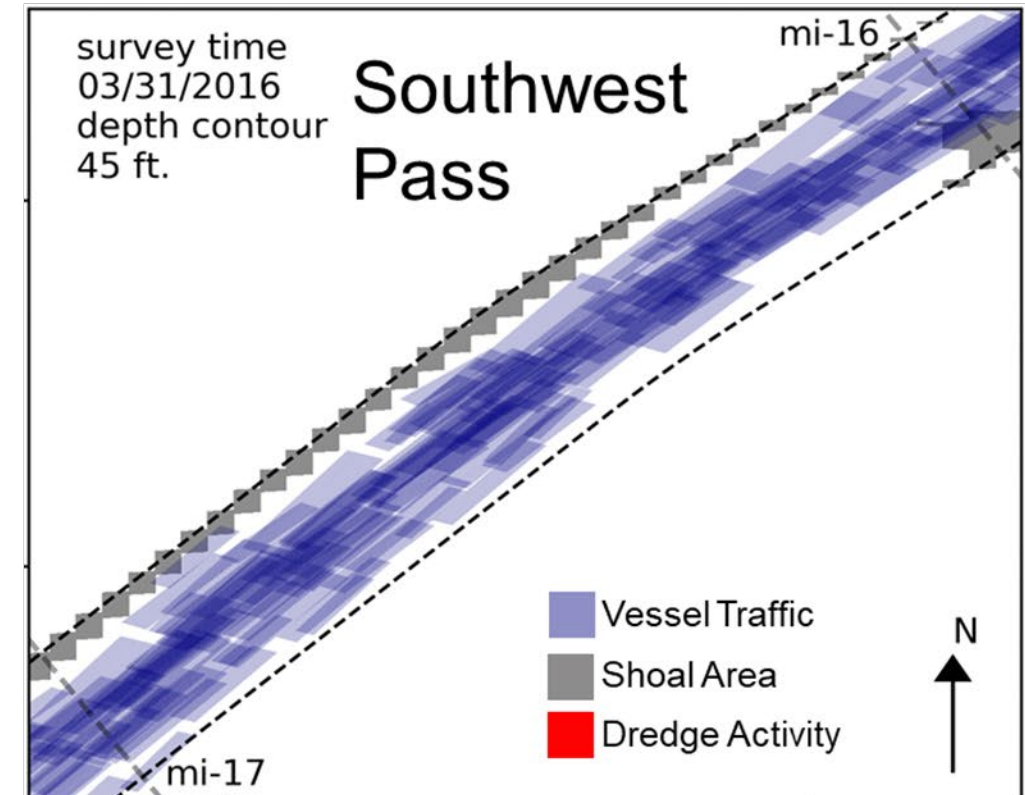 survey time
03/31/2016
depth contour
45 ft.
Southwest
Pass
mi-16
Vessel Traffic
Shoal Area
Dredge Activity
N
mi-17